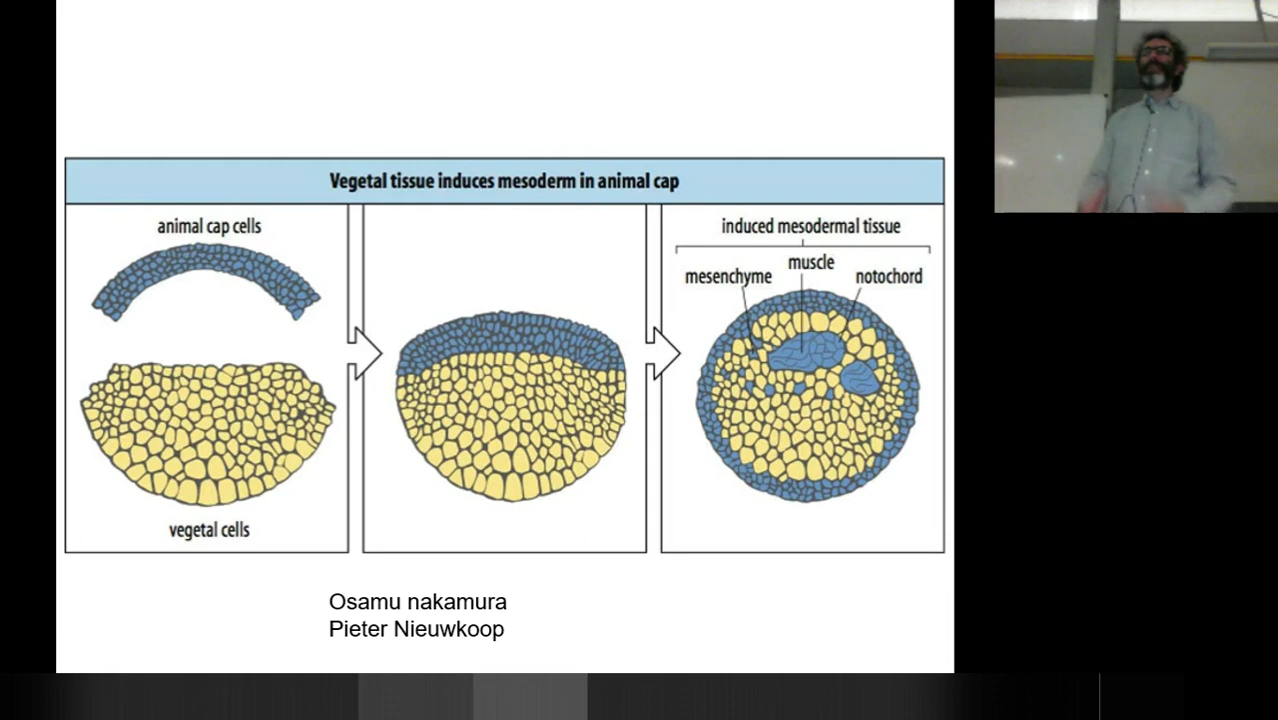 Vegetal tissue induces mesoderm in animal cap
animal cap cells
vegetal cells
induced mesodermal tissue
mesenchyme
muscle
notochord
Osamu nakamura
Pieter Nieuwkoop